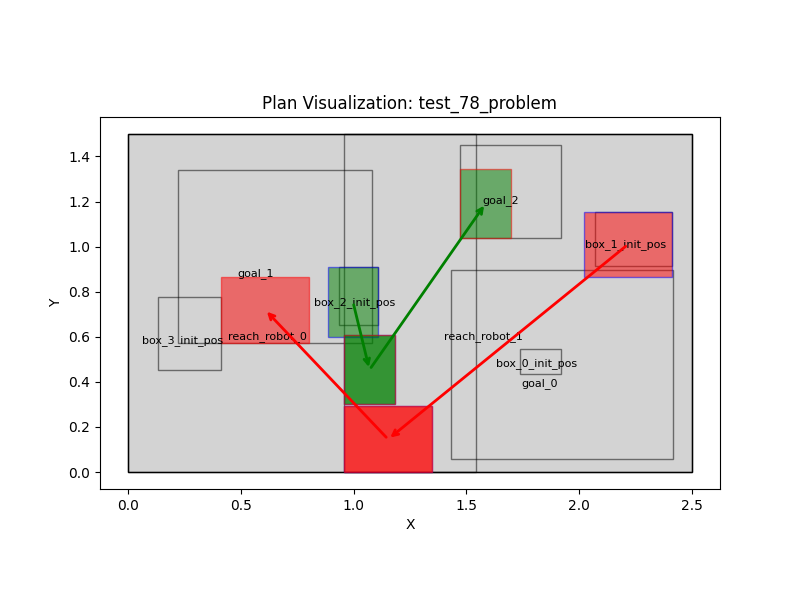 Plan Visualization: test_78_problem
1.4
1.2
1.0
0.8
0.6
0.4
0.2
0.0
Y
goal_2
box_1_init_pos
goal_1
box_2_init_pos
box_3_init_pos
reach_robot_0
reach_robot_1
box_0_init_pos
goal_0
0.0 0.5 1.0 1.5 2.0 2.5
X